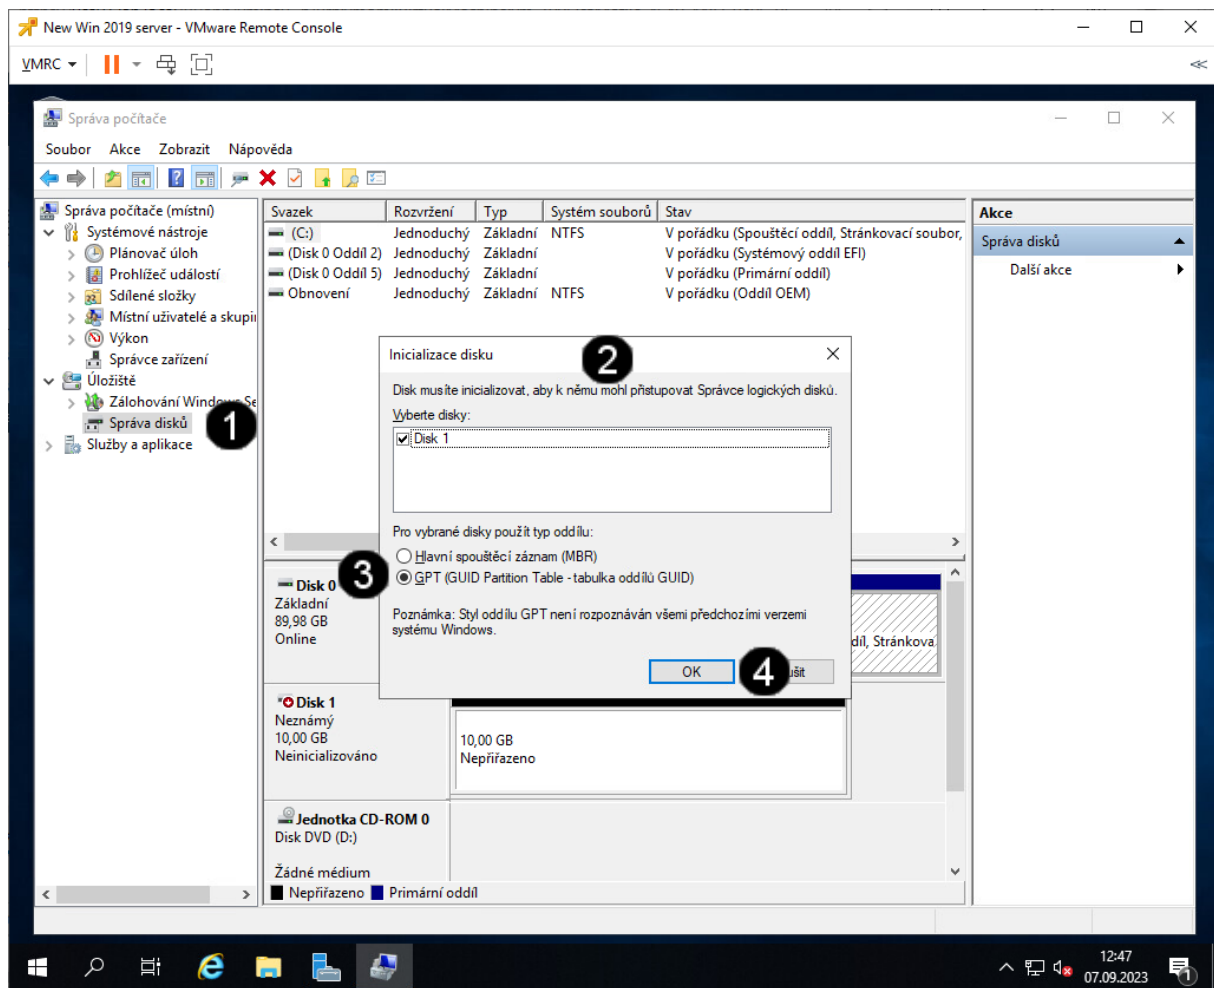 New Win 2019 server - VMware Remote Console
VMRC
Správa počítače
Soubor Akce Zobrazit Nápověda
Správa počítače (místní)
Systémové nástroje
Plánovač úloh
Prohlížeč událostí
Sdílené složky
Místní uživatelé a skupi
Výkon
Správce zařízení
Úložiště
Zálohování Windows Se
Správa disků
Služby a aplikace
1
Svazek Rozvržení Typ Systém souborů Stav
(C:) Jednoduchý Základní NTFS V pořádku (Spouštěcí oddíl, Stránkovací soubor,
(Disk 0 Oddíl 2) Jednoduchý Základní V pořádku (Systémový oddíl EFI)
(Disk 0 Oddíl 5) Jednoduchý Základní V pořádku (Primární oddíl)
Obnovení Jednoduchý Základní NTFS V pořádku (Oddíl OEM)
Akce
Správa disků
Další akce
Inicializace disku
2
Disk musíte inicializovat, aby k němu mohl přistupovat Správce logických disků.
Vyberte disky:
Disk 1
Pro vybrané disky použít typ oddílu:
Hlavní spouštěcí záznam (MBR)
3
GPT (GUID Partition Table - tabulka oddílů GUID)
Poznámka: Styl oddílu GPT není rozpoznáván všemi předchozími verzemi
systému Windows.
OK
4
ušit
Disk 0
Základní
89,98 GB
Online
díl, Stránkova
Disk 1
Neznámý
10,00 GB
Neinicializováno
10,00 GB
Nepřiřazeno
Jednotka CD-ROM 0
Disk DVD (D:)
Žádné médium
Nepřiřazeno Primární oddíl
12:47
07.09.2023
1